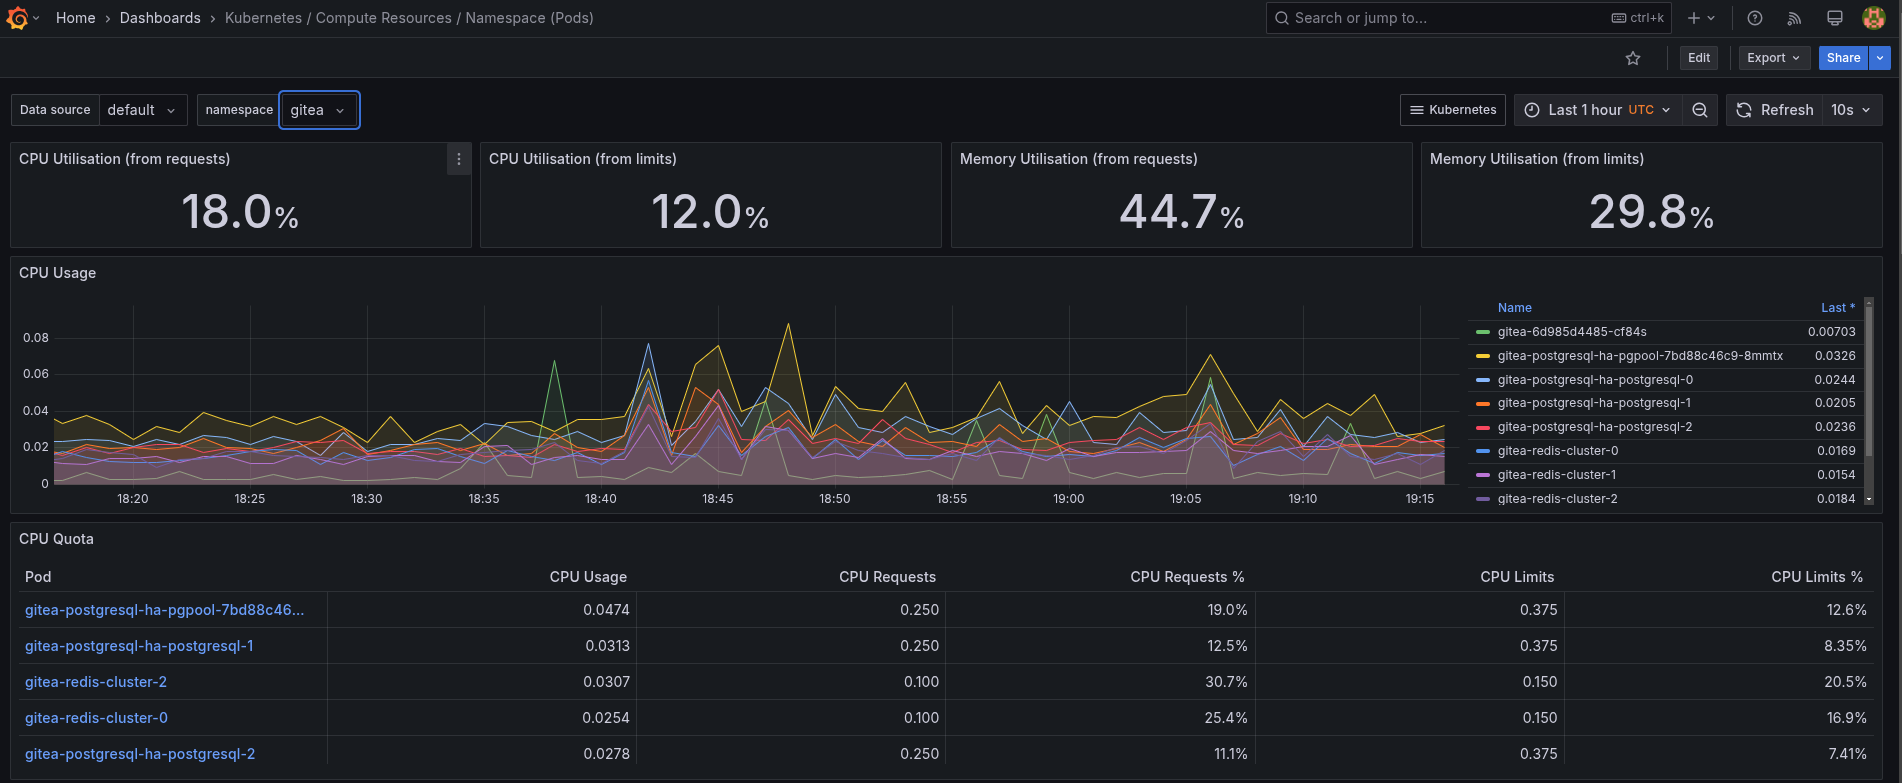 Home › Dashboards › Kubernetes / Compute Resources / Namespace (Pods)
Search or jump to... ctrl+k
Edit Export Share
Data source default namespace gitea Kubernetes Last 1 hour UTC Refresh 10s
CPU Utilisation (from requests)
18.0%
CPU Utilisation (from limits)
12.0%
Memory Utilisation (from requests)
44.7%
Memory Utilisation (from limits)
29.8%
CPU Usage
0.08
0.06
0.04
0.02
0
18:20 18:25 18:30 18:35 18:40 18:45 18:50 18:55 19:00 19:05 19:10 19:15
Name Last *
gitea-6d985d4485-cf84s 0.00703
gitea-postgresql-ha-pgpool-7bd88c46c9-8mmtx 0.0326
gitea-postgresql-ha-postgresql-0 0.0244
gitea-postgresql-ha-postgresql-1 0.0205
gitea-postgresql-ha-postgresql-2 0.0236
gitea-redis-cluster-0 0.0169
gitea-redis-cluster-1 0.0154
gitea-redis-cluster-2 0.0184
CPU Quota
Pod CPU Usage CPU Requests CPU Requests % CPU Limits CPU Limits %
gitea-postgresql-ha-pgpool-7bd88c46... 0.0474 0.250 19.0% 0.375 12.6%
gitea-postgresql-ha-postgresql-1 0.0313 0.250 12.5% 0.375 8.35%
gitea-redis-cluster-2 0.0307 0.100 30.7% 0.150 20.5%
gitea-redis-cluster-0 0.0254 0.100 25.4% 0.150 16.9%
gitea-postgresql-ha-postgresql-2 0.0278 0.250 11.1% 0.375 7.41%